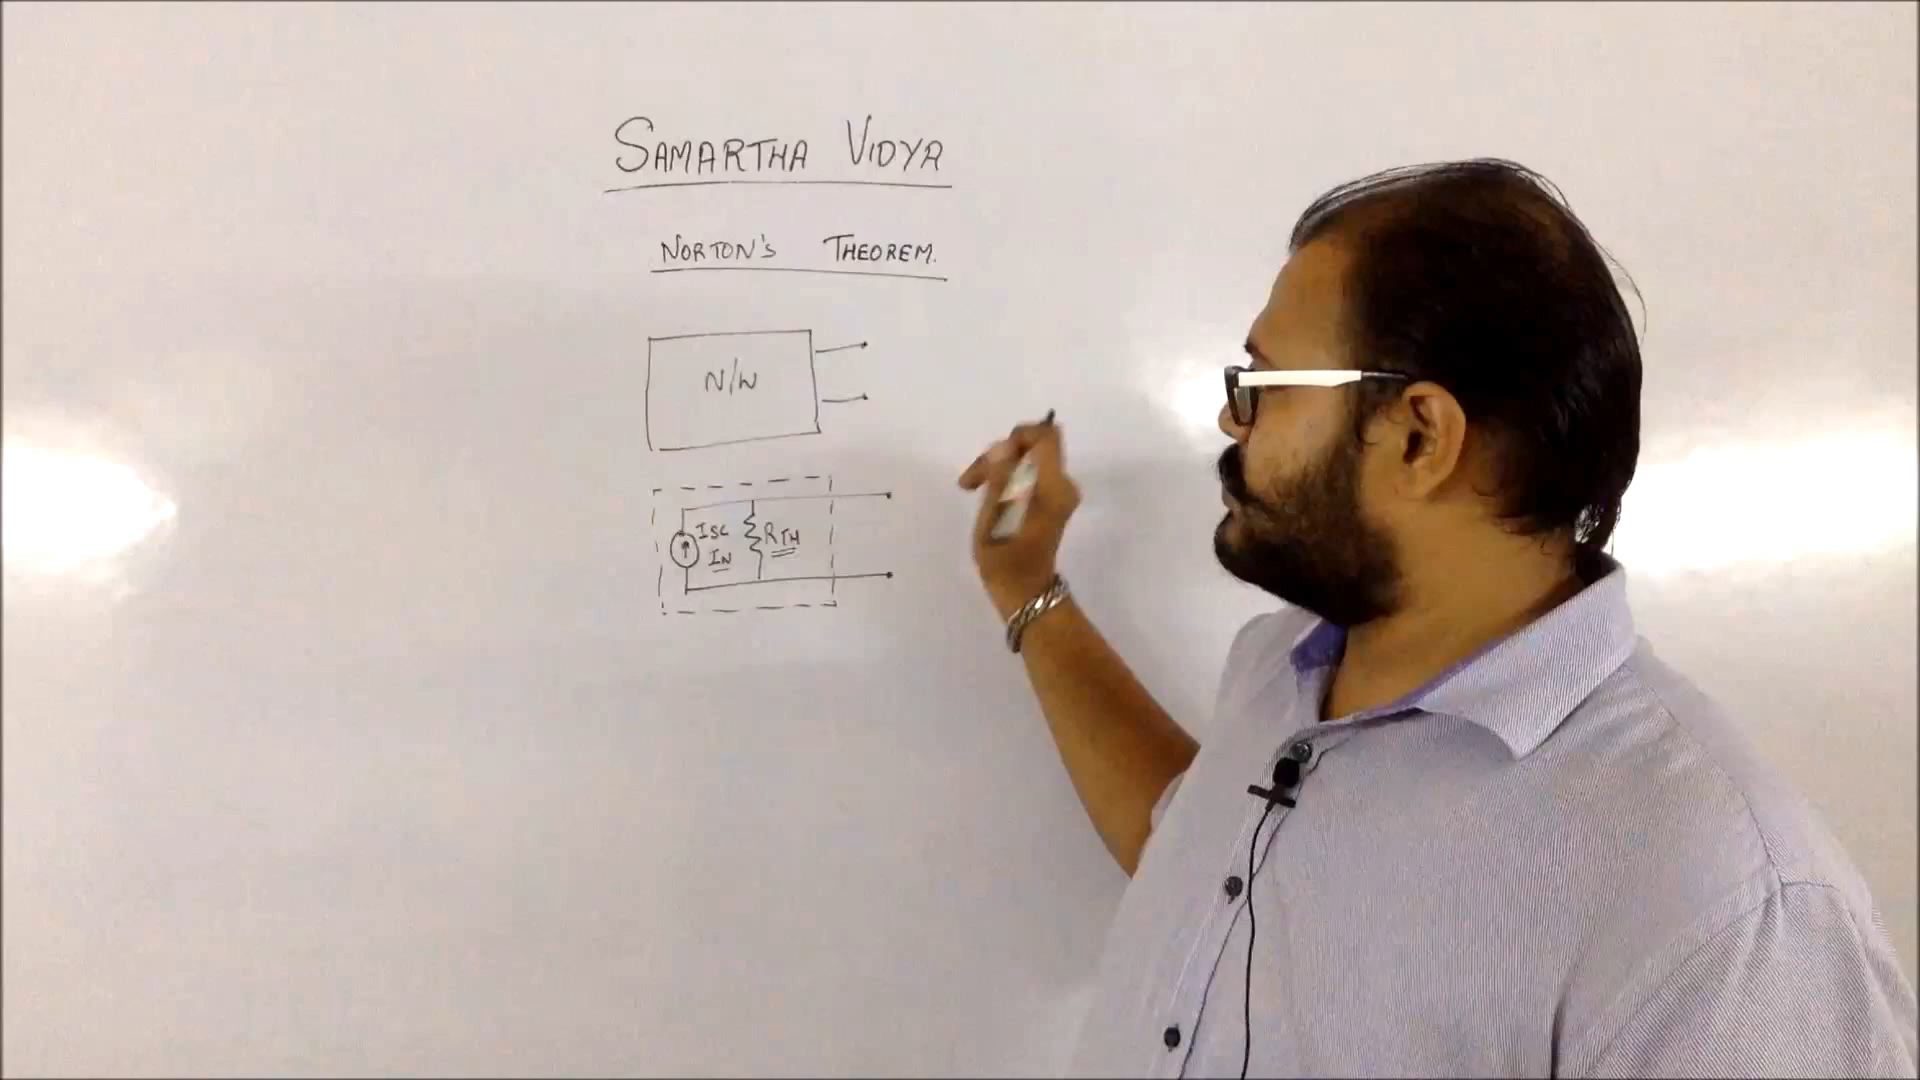 SAMARTHA VIDYA
NORTON'S THEOREM.
N/W
ISC RTH
IN